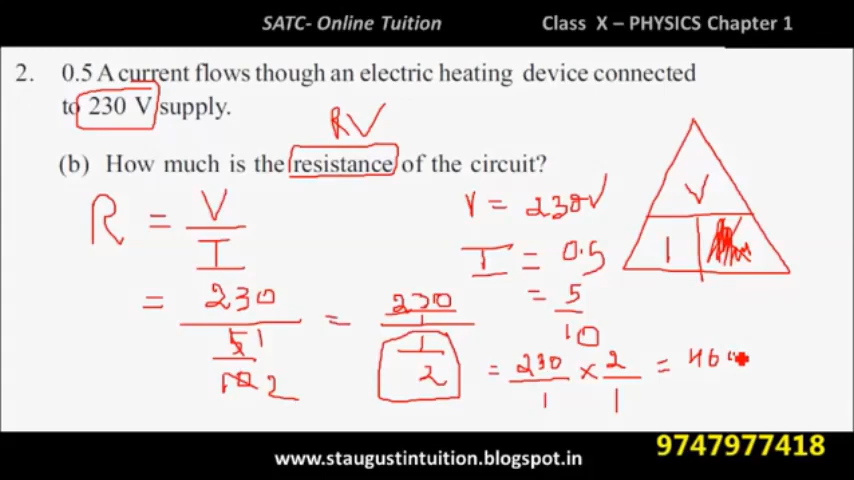 SATC- Online Tuition Class X – PHYSICS Chapter 1
2. 0.5 A current flows though an electric heating device connected
to 230 V supply.
RV
(b) How much is the resistance of the circuit?
R = V / I
V = 230V
V
I = 0.5
I
= 5 / 10
= 230 / 51 / 102 = 230 / 1 / 1 / 2
= 230 / 1 × 2 / 1 = 460
9747977418
www.staugustintuition.blogspot.in